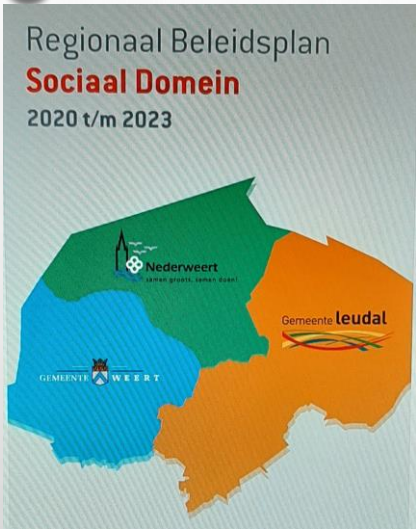 Regionaal Beleidsplan
Sociaal Domein
2020 t/m 2023
Nederweert
samen groots, samen doen!
Gemeente leudal
GEMEENTE WEERT